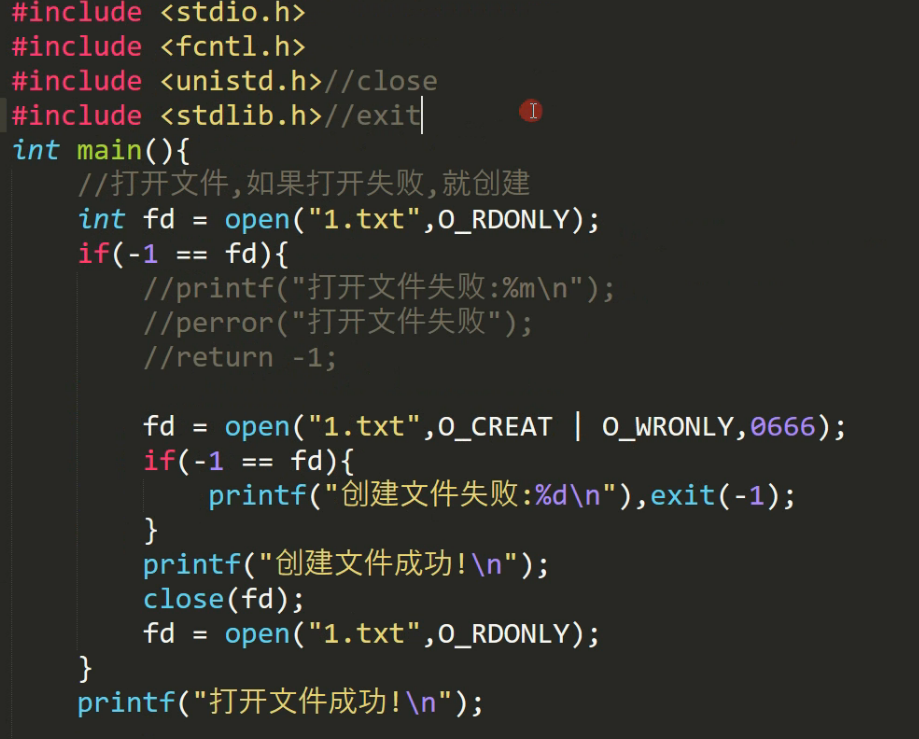 #include <stdio.h>
#include <fcntl.h>
#include <unistd.h>//close
#include <stdlib.h>//exit
int main(){
//打开文件,如果打开失败,就创建
int fd = open("1.txt",O_RDONLY);
if(-1 == fd){
//printf("打开文件失败:%m\n");
//perror("打开文件失败");
//return -1;
fd = open("1.txt",O_CREAT | O_WRONLY,0666);
if(-1 == fd){
printf("创建文件失败:%d\n"),exit(-1);
}
printf("创建文件成功!\n");
close(fd);
fd = open("1.txt",O_RDONLY);
}
printf("打开文件成功!\n");